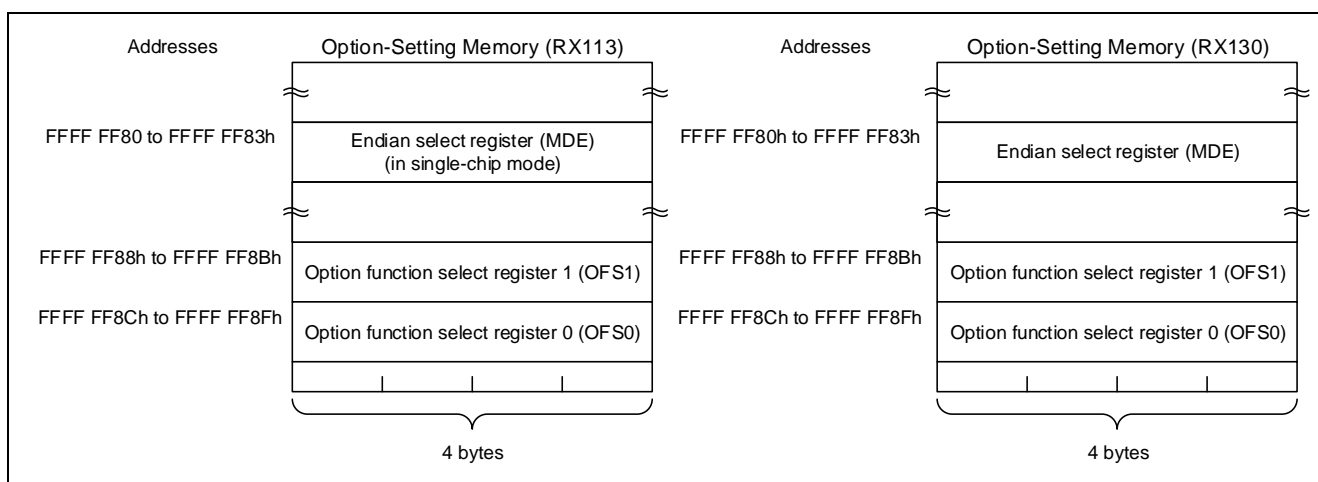 Addresses
Option-Setting Memory (RX113)
FFFF FF80 to FFFF FF83h
Endian select register (MDE)
(in single-chip mode)
FFFF FF88h to FFFF FF8Bh
Option function select register 1 (OFS1)
FFFF FF8Ch to FFFF FF8Fh
Option function select register 0 (OFS0)
4 bytes
Addresses
Option-Setting Memory (RX130)
FFFF FF80h to FFFF FF83h
Endian select register (MDE)
FFFF FF88h to FFFF FF8Bh
Option function select register 1 (OFS1)
FFFF FF8Ch to FFFF FF8Fh
Option function select register 0 (OFS0)
4 bytes